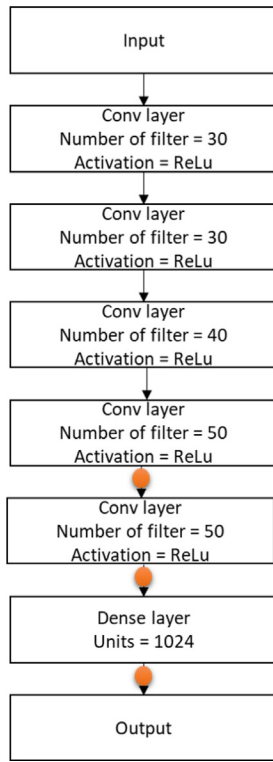 Input
Conv layer
Number of filter = 30
Activation = ReLu
Conv layer
Number of filter = 30
Activation = ReLu
Conv layer
Number of filter = 40
Activation = ReLu
Conv layer
Number of filter = 50
Activation = ReLu
Conv layer
Number of filter = 50
Activation = ReLu
Dense layer
Units = 1024
Output